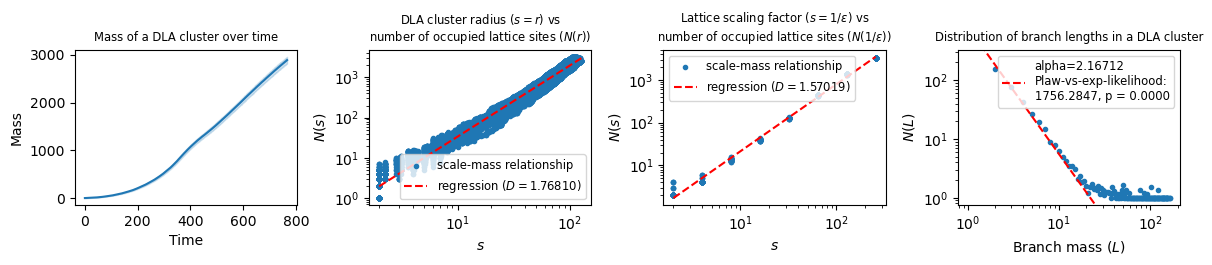 Mass of a DLA cluster over time
3000
2000
1000
0
Mass
0
200
400
600
800
Time
DLA cluster radius (s = r) vs
number of occupied lattice sites (N(r))
10³
10²
10¹
10⁰
N(s)
scale-mass relationship
regression (D = 1.76810)
10¹
10²
s
Lattice scaling factor (s = 1/ε) vs
number of occupied lattice sites (N(1/ε))
10³
10²
10¹
N(s)
scale-mass relationship
regression (D = 1.57019)
10¹
10²
s
Distribution of branch lengths in a DLA cluster
10²
10¹
10⁰
N(L)
alpha=2.16712
Plaw-vs-exp-likelihood:
1756.2847, p = 0.0000
10⁰
10¹
10²
Branch mass (L)